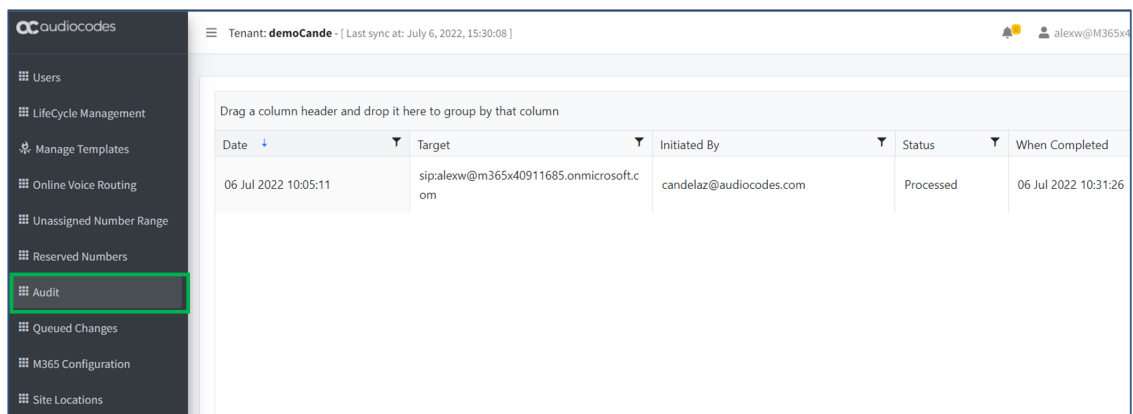 audiocodes
Tenant: demoCande - [ Last sync at: July 6, 2022, 15:30:08 ]
alexw@M365x4
Users
LifeCycle Management
Manage Templates
Online Voice Routing
Unassigned Number Range
Reserved Numbers
Audit
Queued Changes
M365 Configuration
Site Locations
Drag a column header and drop it here to group by that column
Date Target Initiated By Status When Completed
06 Jul 2022 10:05:11 sip:alexw@m365x40911685.onmicrosoft.c
om candelaz@audiocodes.com Processed 06 Jul 2022 10:31:26